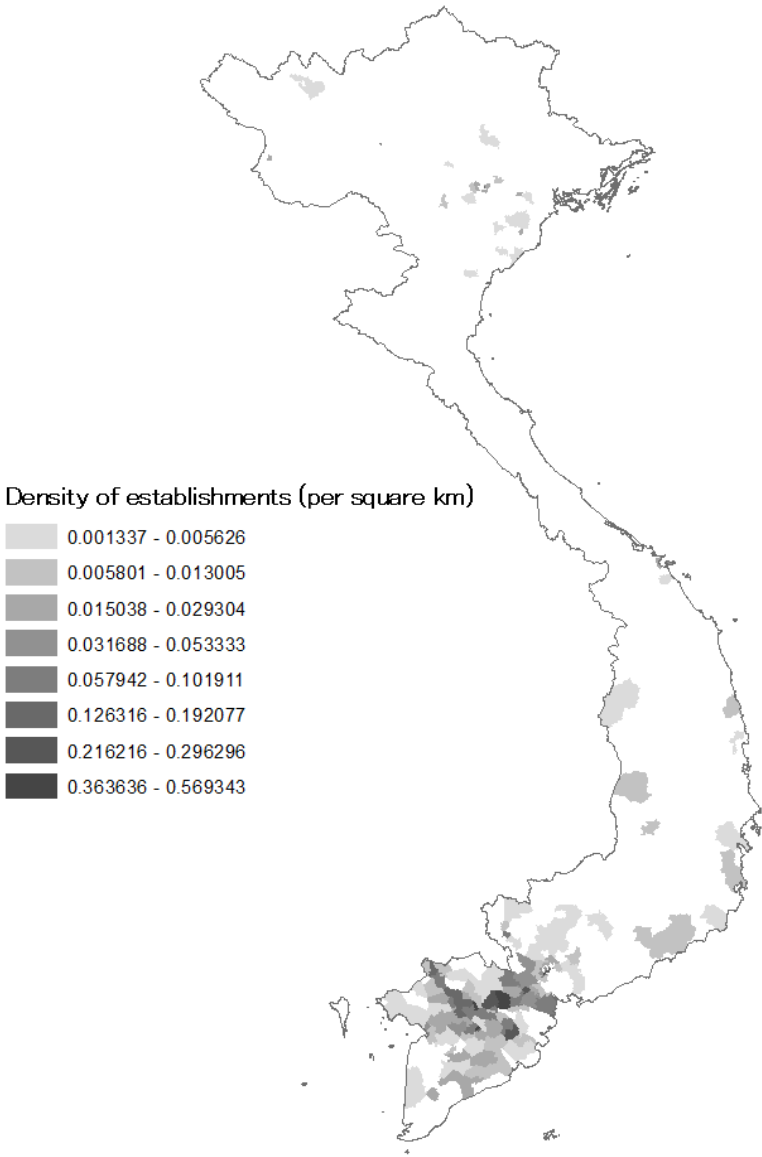 Density of establishments (per square km)
0.001337 - 0.005626
0.005801 - 0.013005
0.015038 - 0.029304
0.031688 - 0.053333
0.057942 - 0.101911
0.126316 - 0.192077
0.216216 - 0.296296
0.363636 - 0.569343